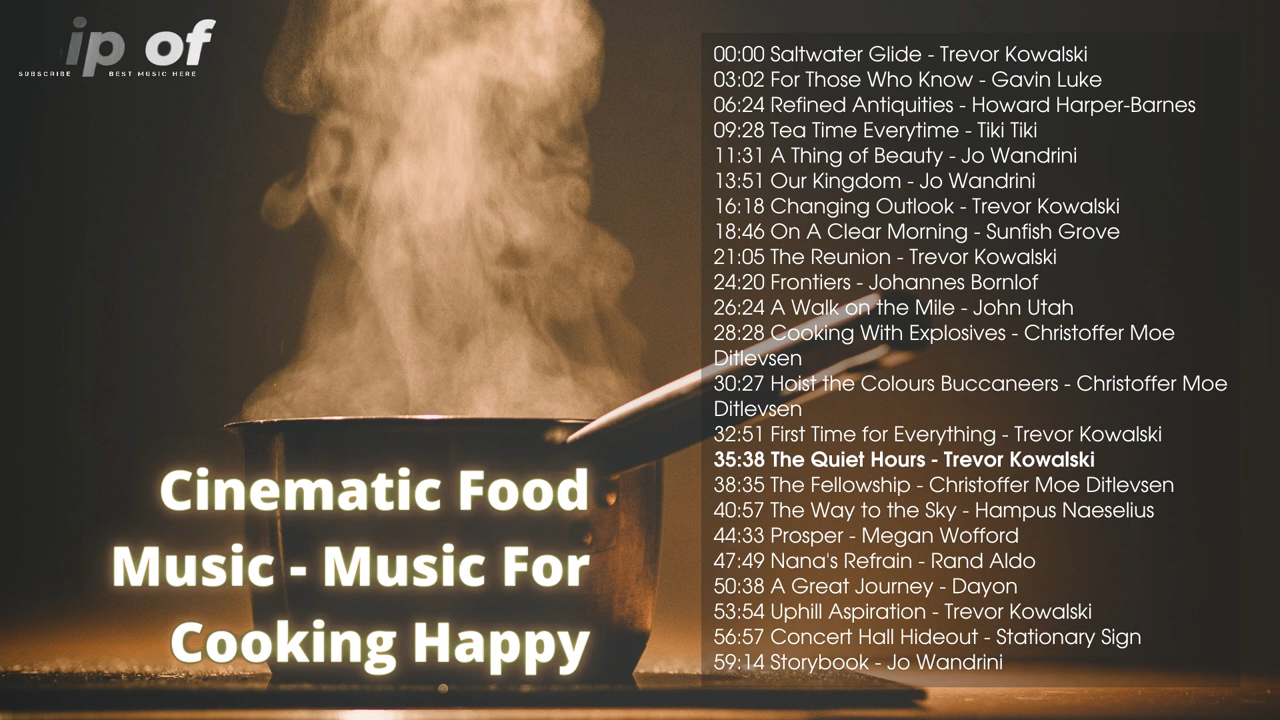 ip of
SUBSCRIBE BEST MUSIC HERE
00:00 Saltwater Glide - Trevor Kowalski
03:02 For Those Who Know - Gavin Luke
06:24 Refined Antiquities - Howard Harper-Barnes
09:28 Tea Time Everytime - Tiki Tiki
11:31 A Thing of Beauty - Jo Wandrini
13:51 Our Kingdom - Jo Wandrini
16:18 Changing Outlook - Trevor Kowalski
18:46 On A Clear Morning - Sunfish Grove
21:05 The Reunion - Trevor Kowalski
24:20 Frontiers - Johannes Bornlof
26:24 A Walk on the Mile - John Utah
28:28 Cooking With Explosives - Christoffer Moe
Ditlevsen
30:27 Hoist the Colours Buccaneers - Christoffer Moe
Ditlevsen
32:51 First Time for Everything - Trevor Kowalski
35:38 The Quiet Hours - Trevor Kowalski
38:35 The Fellowship - Christoffer Moe Ditlevsen
40:57 The Way to the Sky - Hampus Naeselius
44:33 Prosper - Megan Wofford
47:49 Nana's Refrain - Rand Aldo
50:38 A Great Journey - Dayon
53:54 Uphill Aspiration - Trevor Kowalski
56:57 Concert Hall Hideout - Stationary Sign
59:14 Storybook - Jo Wandrini
Cinematic Food
Music - Music For
Cooking Happy